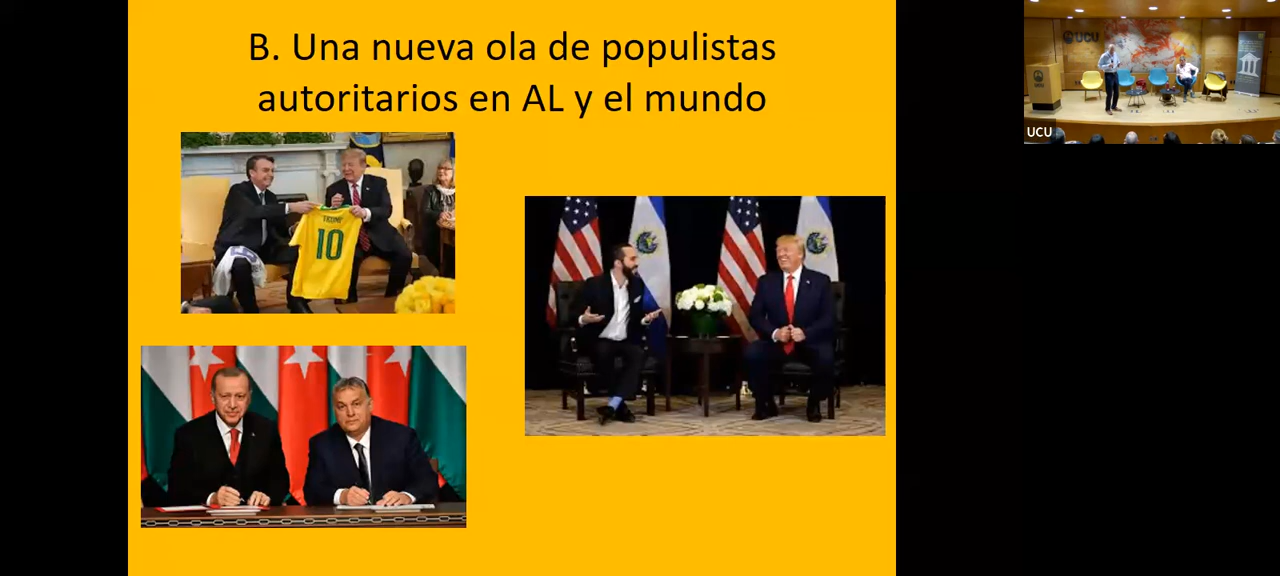 B. Una nueva ola de populistas
autoritarios en AL y el mundo
TRUMP
10
UCU
UCU